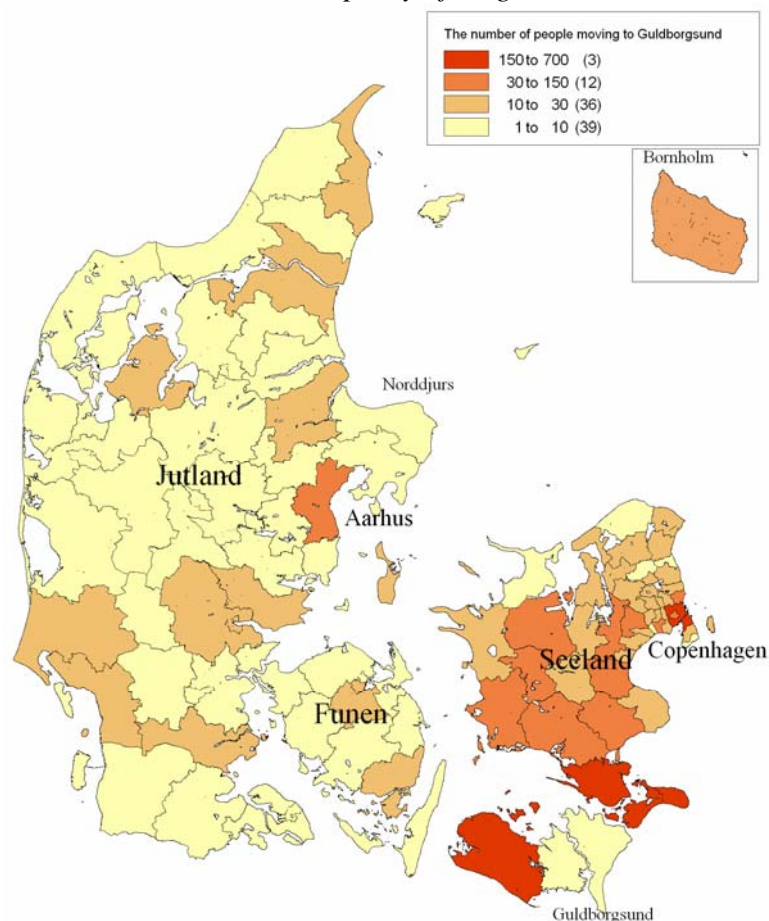 The number of people moving to Guldborgsund
150 to 700 (3)
30 to 150 (12)
10 to 30 (36)
1 to 10 (39)
Bornholm
Norddjurs
Jutland
Aarhus
Seeland
Copenhagen
Funen
Guldborgsund